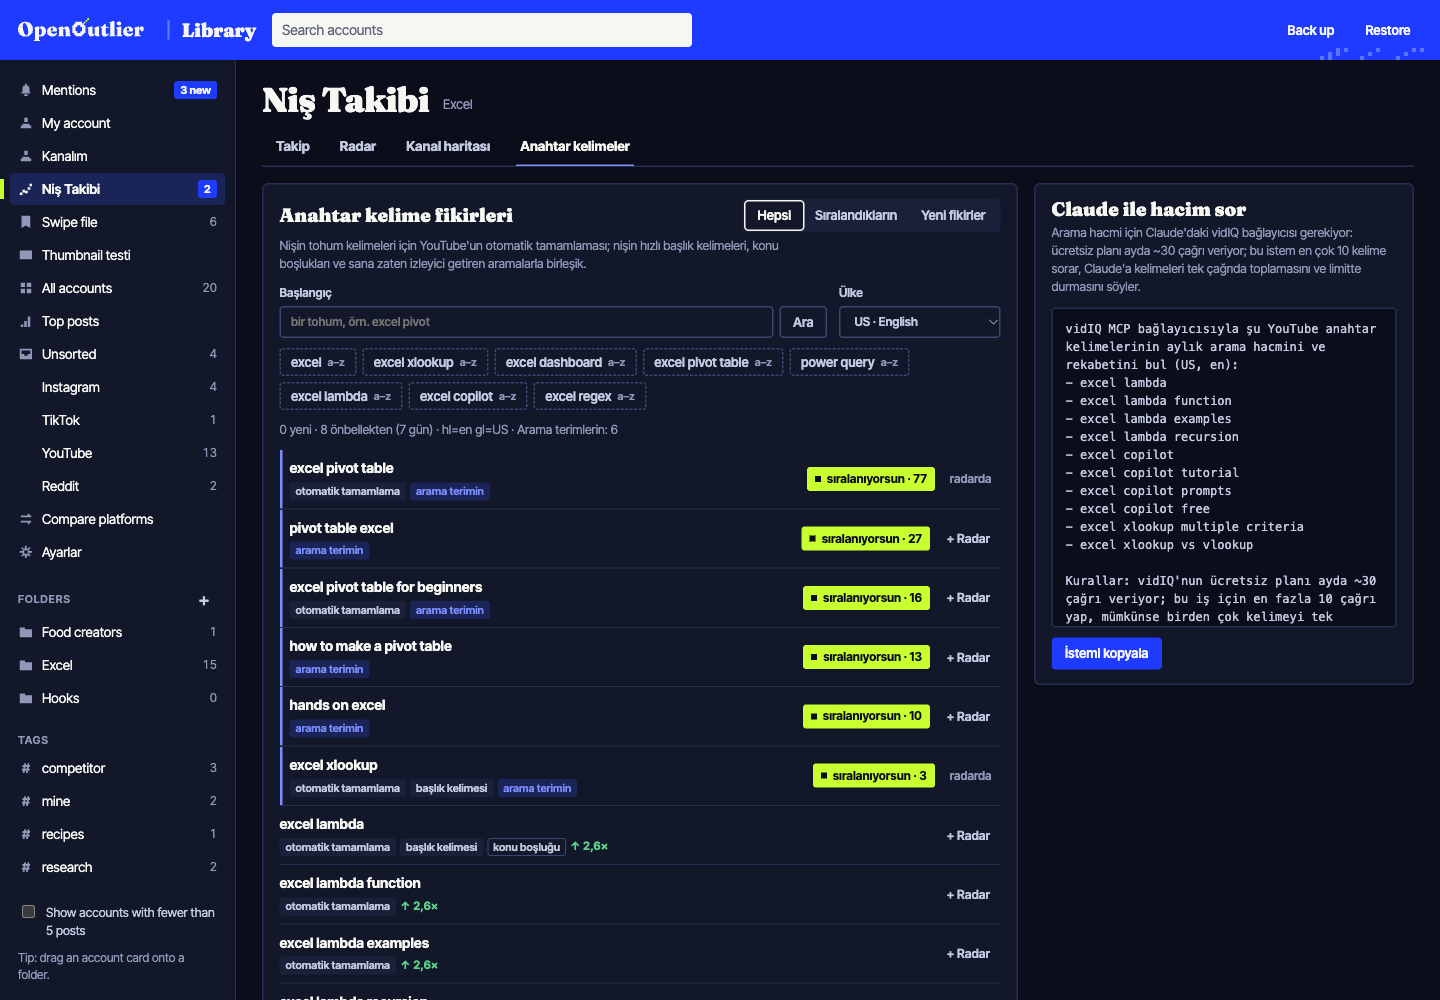 OpenOutlier
Library
Search accounts
Back up
Restore
Mentions
3 new
My account
Kanalım
Niş Takibi
2
Swipe file
6
Thumbnail testi
All accounts
20
Top posts
Unsorted
4
Instagram
4
TikTok
1
YouTube
13
Reddit
2
Compare platforms
Ayarlar
FOLDERS
+
Food creators
1
Excel
15
Hooks
0
TAGS
# competitor
3
# mine
2
# recipes
1
# research
2
Show accounts with fewer than
5 posts
Tip: drag an account card onto a
folder.
Niş Takibi
Excel
Takip
Radar
Kanal haritası
Anahtar kelimeler
Anahtar kelime fikirleri
Hepsi
Sıralandıkların
Yeni fikirler
Nişin tohum kelimeleri için YouTube'un otomatik tamamlaması; nişin hızlı başlık kelimeleri, konu
boşlukları ve sana zaten izleyici getiren aramalarla birleşik.
Başlangıç
Ülke
bir tohum, örn. excel pivot
Ara
US · English
excel a–z
excel xlookup a–z
excel dashboard a–z
excel pivot table a–z
power query a–z
excel lambda a–z
excel copilot a–z
excel regex a–z
0 yeni · 8 önbellekten (7 gün) · hl=en gl=US · Arama terimlerin: 6
excel pivot table
otomatik tamamlama
arama terimin
sıralanıyorsun · 77
radarda
pivot table excel
arama terimin
sıralanıyorsun · 27
+ Radar
excel pivot table for beginners
otomatik tamamlama
arama terimin
sıralanıyorsun · 16
+ Radar
how to make a pivot table
arama terimin
sıralanıyorsun · 13
+ Radar
hands on excel
arama terimin
sıralanıyorsun · 10
+ Radar
excel xlookup
otomatik tamamlama
başlık kelimesi
arama terimin
sıralanıyorsun · 3
radarda
excel lambda
otomatik tamamlama
başlık kelimesi
konu boşluğu
↑ 2,6×
+ Radar
excel lambda function
otomatik tamamlama
↑ 2,6×
+ Radar
excel lambda examples
otomatik tamamlama
↑ 2,6×
+ Radar
excel lambda recursion
Claude ile hacim sor
Arama hacmi için Claude'daki vidIQ bağlayıcısı gerekiyor:
ücretsiz planı ayda ~30 çağrı veriyor; bu istem en çok 10 kelime
sorar, Claude'a kelimeleri tek çağrıda toplamasını ve limitte
durmasını söyler.
vidIQ MCP bağlayıcısıyla şu YouTube anahtar
kelimelerinin aylık arama hacmini ve
rekabetini bul (US, en):
– excel lambda
– excel lambda function
– excel lambda examples
– excel lambda recursion
– excel copilot
– excel copilot tutorial
– excel copilot prompts
– excel copilot free
– excel xlookup multiple criteria
– excel xlookup vs vlookup
Kurallar: vidIQ'nun ücretsiz planı ayda ~30
çağrı veriyor; bu iş için en fazla 10 çağrı
yap, mümkünse birden çok kelimeyi tek
İstemi kopyala